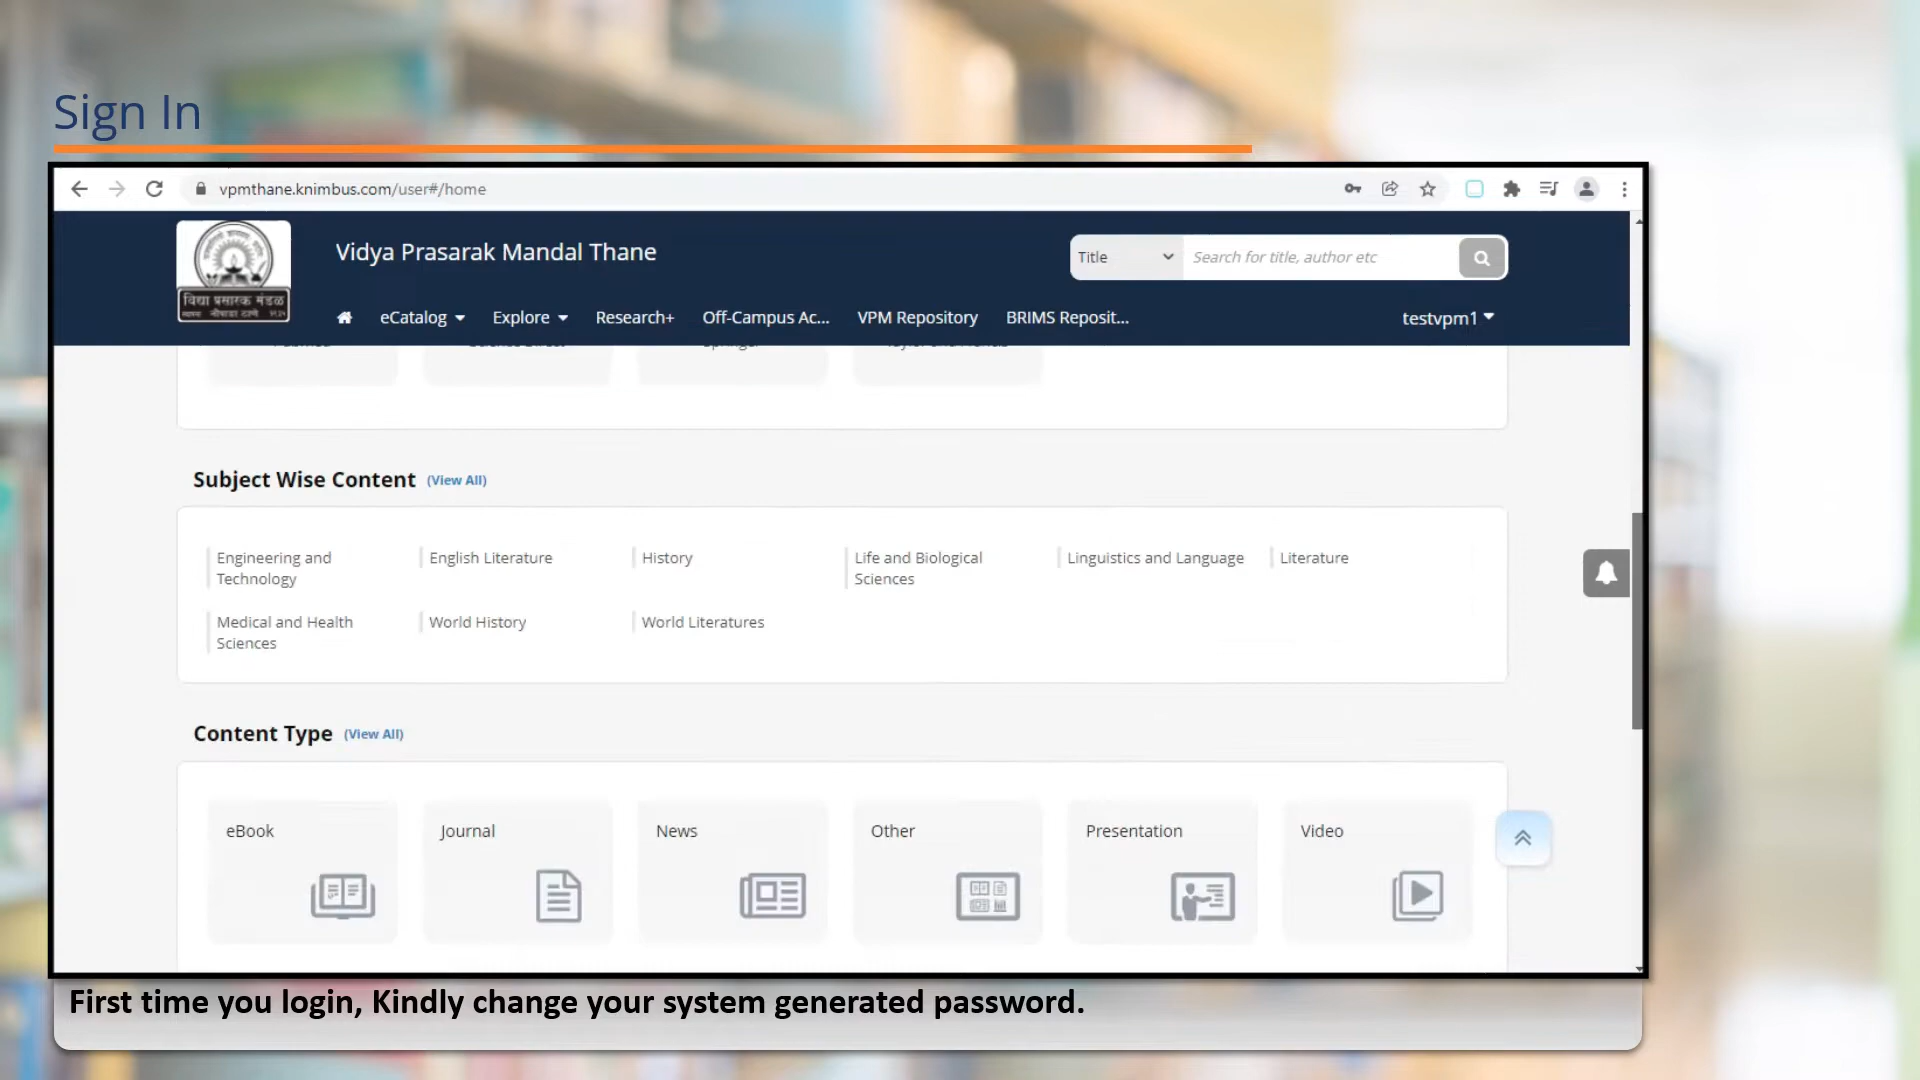 Sign In
vpmthane.knimbus.com/user#/home
Vidya Prasarak Mandal Thane
Title
Search for title, author etc
विद्या प्रसारक मंडळ
eCatalog
Explore
Research+
Off-Campus Ac...
VPM Repository
BRIMS Reposit...
testvpm1
Subject Wise Content (View All)
Engineering and
Technology
English Literature
History
Life and Biological
Sciences
Linguistics and Language
Literature
Medical and Health
Sciences
World History
World Literatures
Content Type (View All)
eBook
Journal
News
Other
Presentation
Video
First time you login, Kindly change your system generated password.